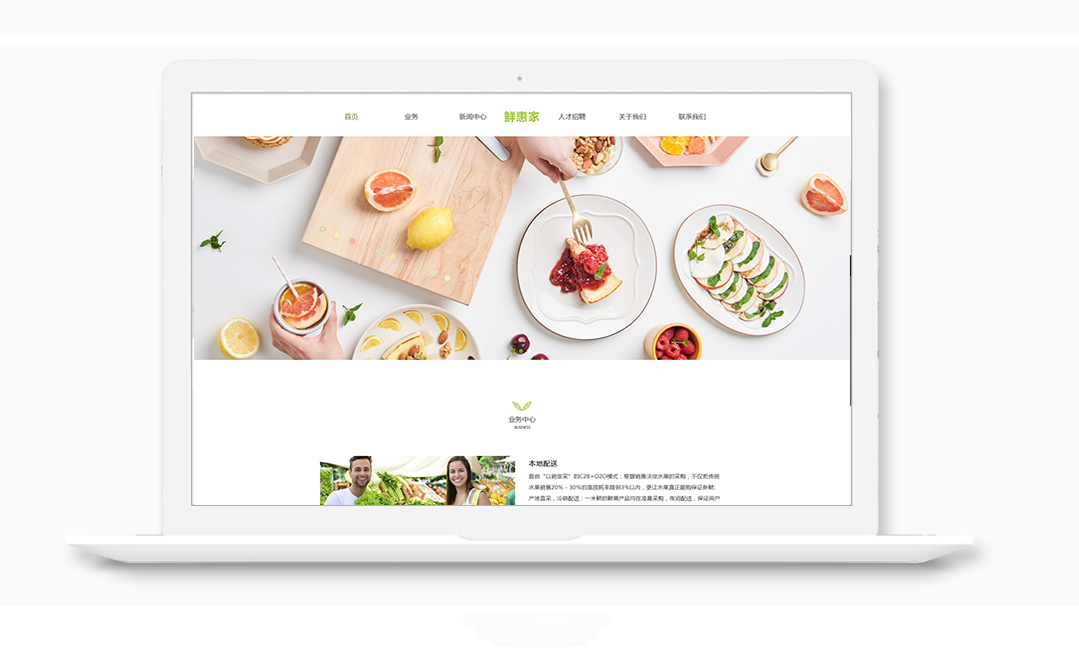 首页 业务 新闻中心 鲜惠家 人才招聘 关于我们 联系我们
业务中心
BUSINESS
本地配送
首创“以销定采”的C2B+O2O模式：根据销售决定水果的采购，不仅把传统
水果销售20% - 30%的高损耗率降到3%以内，更让水果真正能购保证新鲜;
产地直采，冷链配送：一米鲜的鲜果产品均在凌晨采购，夜间配送，保证用户